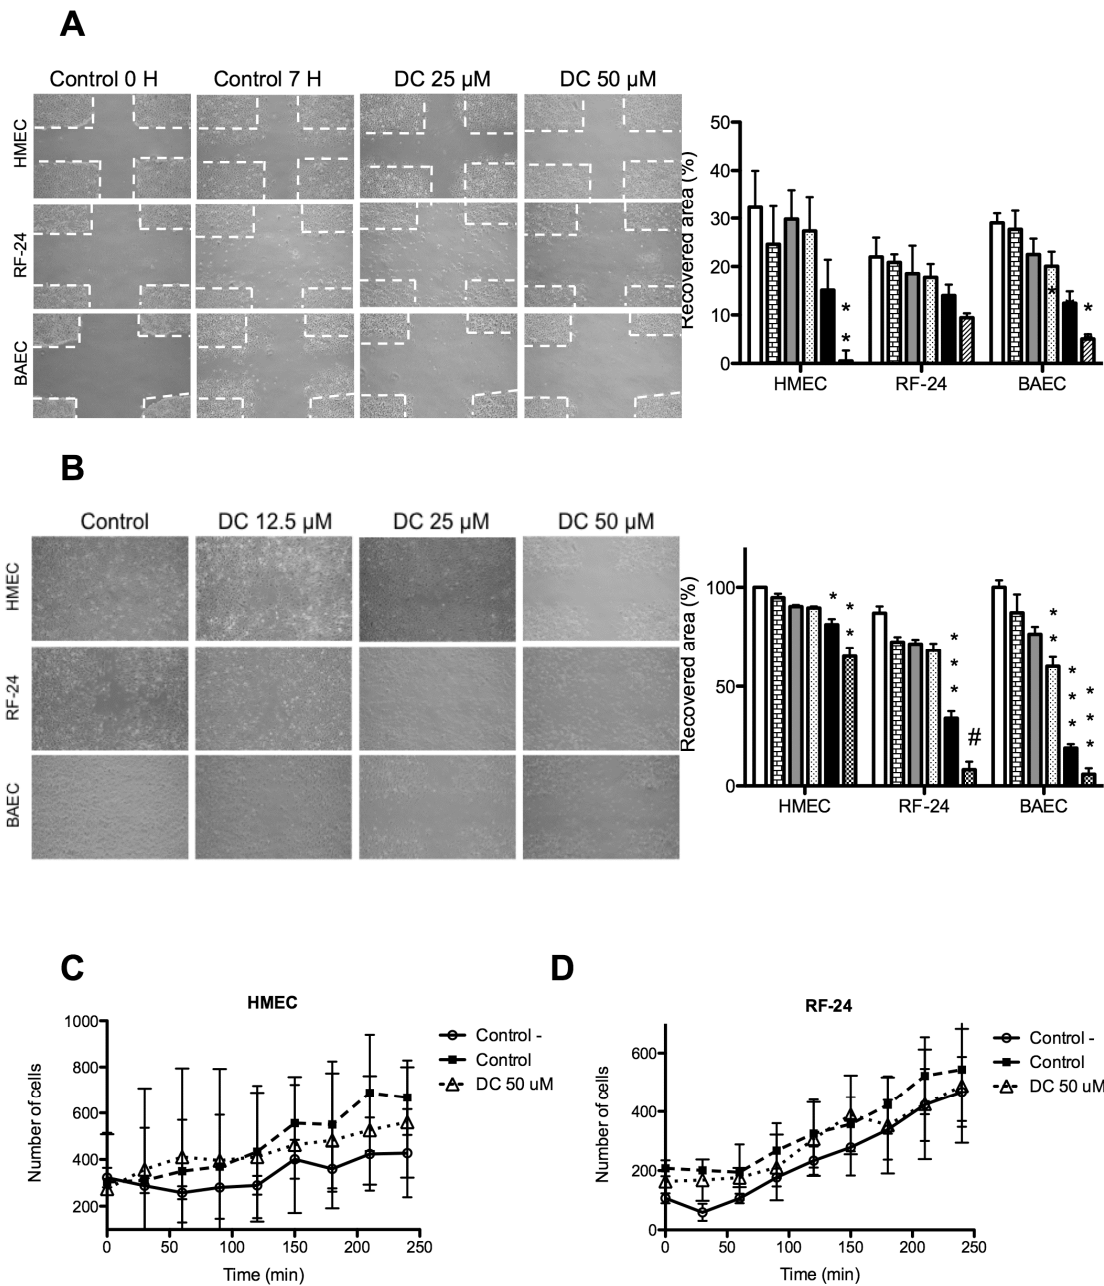 A
Control 0 H Control 7 H DC 25 µM DC 50 µM
HMEC
RF-24
BAEC
Recovered area (%)
50
40
30
20
10
0
* *
*
*
HMEC RF-24 BAEC
B
Control DC 12.5 µM DC 25 µM DC 50 µM
HMEC
RF-24
BAEC
Recovered area (%)
100
50
0
*
* *
* * *
#
* *
* * *
* * *
HMEC RF-24 BAEC
C
HMEC
Number of cells
1000
800
600
400
200
0 50 100 150 200 250
Time (min)
Control -
Control
DC 50 uM
D
RF-24
Number of cells
600
400
200
0
0 50 100 150 200 250
Time (min)
Control -
Control
DC 50 uM